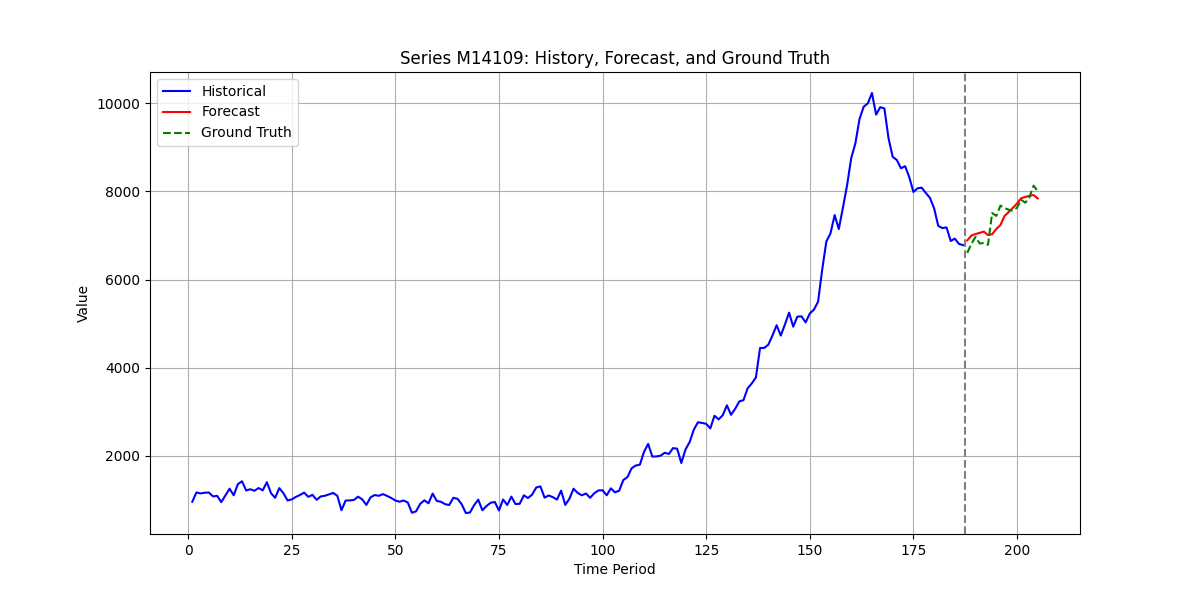 Series M14109: History, Forecast, and Ground Truth
Historical
Forecast
Ground Truth
10000
8000
6000
4000
2000
Value
0 25 50 75 100 125 150 175 200
Time Period